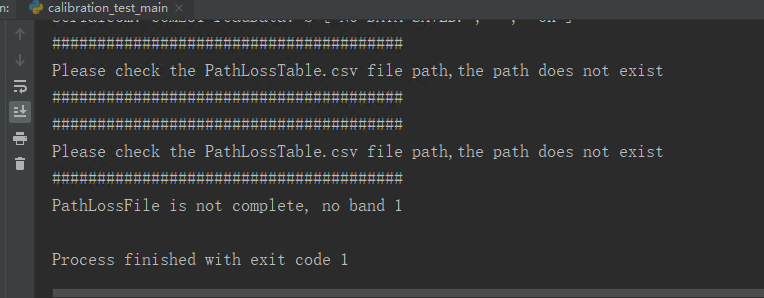 n:
calibration_test_main
#######################################
Please check the PathLossTable.csv file path,the path does not exist
#######################################
#######################################
Please check the PathLossTable.csv file path,the path does not exist
#######################################
PathLossFile is not complete, no band 1
Process finished with exit code 1